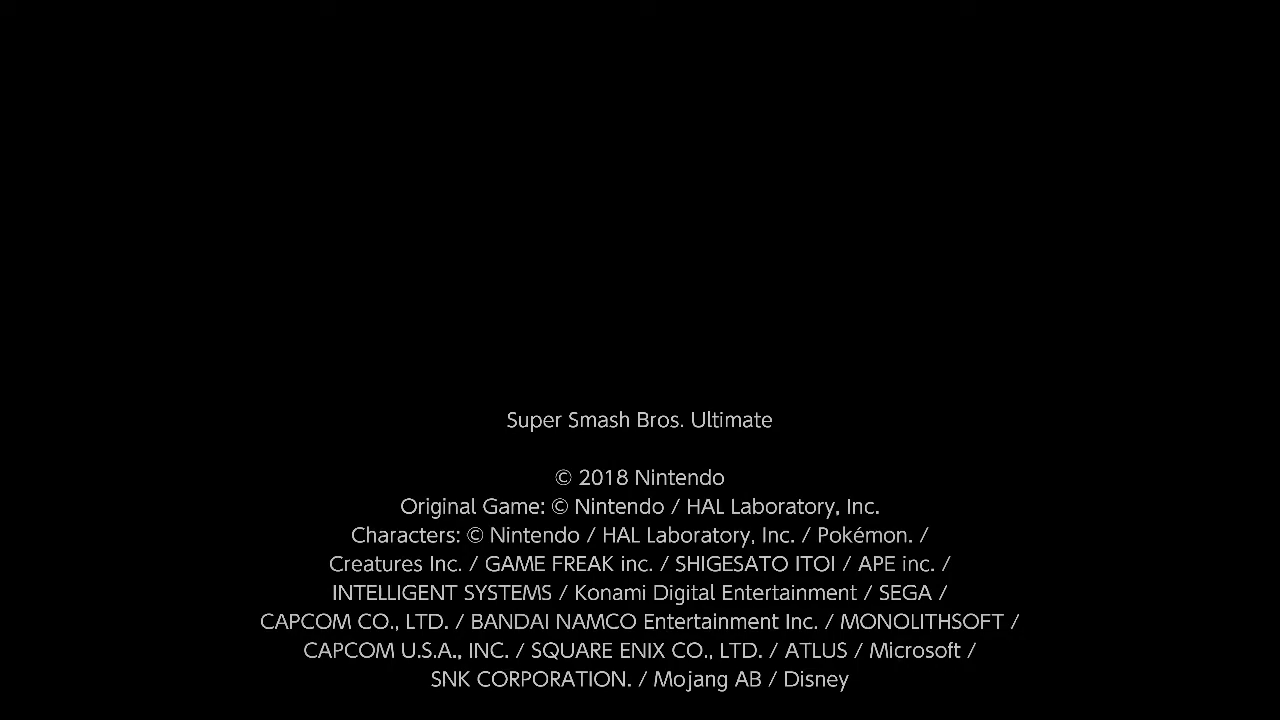 Super Smash Bros. Ultimate
© 2018 Nintendo
Original Game: © Nintendo / HAL Laboratory, Inc.
Characters: © Nintendo / HAL Laboratory, Inc. / Pokémon. /
Creatures Inc. / GAME FREAK inc. / SHIGESATO ITOI / APE inc. /
INTELLIGENT SYSTEMS / Konami Digital Entertainment / SEGA /
CAPCOM CO., LTD. / BANDAI NAMCO Entertainment Inc. / MONOLITHSOFT /
CAPCOM U.S.A., INC. / SQUARE ENIX CO., LTD. / ATLUS / Microsoft /
SNK CORPORATION. / Mojang AB / Disney